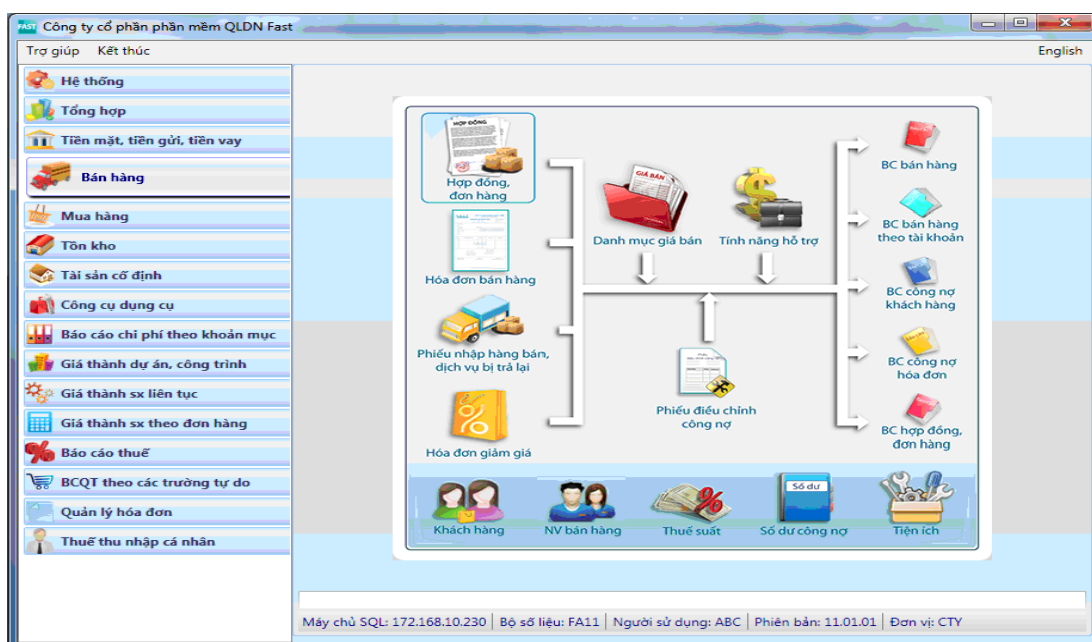 FAST Công ty cổ phần phần mềm QLDN Fast
Trợ giúp Kết thúc English
Hệ thống
Tổng hợp
Tiền mặt, tiền gửi, tiền vay
Bán hàng
Mua hàng
Tồn kho
Tài sản cố định
Công cụ dụng cụ
Báo cáo chi phí theo khoản mục
Giá thành dự án, công trình
Giá thành sx liên tục
Giá thành sx theo đơn hàng
Báo cáo thuế
BCQT theo các trường tự do
Quản lý hóa đơn
Thuế thu nhập cá nhân
HỢP ĐỒNG
Hợp đồng,
đơn hàng
Hóa đơn bán hàng
Phiếu nhập hàng bán,
dịch vụ bị trả lại
Hóa đơn giảm giá
GIÁ BÁN
Danh mục giá bán
Tính năng hỗ trợ
Phiếu điều chỉnh
công nợ
BC bán hàng
BC bán hàng
theo tài khoản
BC công nợ
khách hàng
BC công nợ
hóa đơn
BC hợp đồng,
đơn hàng
Khách hàng
NV bán hàng
Thuế suất
Số dư
Số dư công nợ
Tiện ích
Máy chủ SQL: 172.168.10.230 | Bộ số liệu: FA11 | Người sử dụng: ABC | Phiên bản: 11.01.01 | Đơn vị: CTY